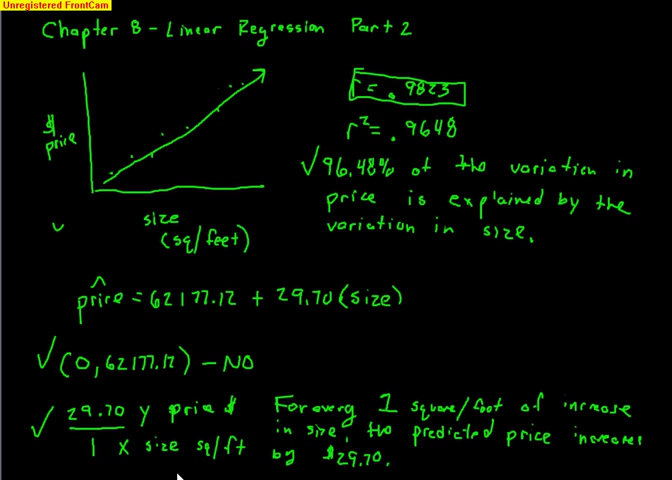 Unregistered FrontCam
Chapter 8 - Linear Regression Part 2
r = .9823
$
price
r² = .9648
√ 96.48% of the variation in
price is explained by the
variation in size.
size
(sq/feet)
price^ = 62177.12 + 29.70(size)
√ (0, 62177.12) - NO
√ 29.70 y price $
1 x size sq/ft
For every 1 square/foot of increase
in size, the predicted price increases
by $29.70.